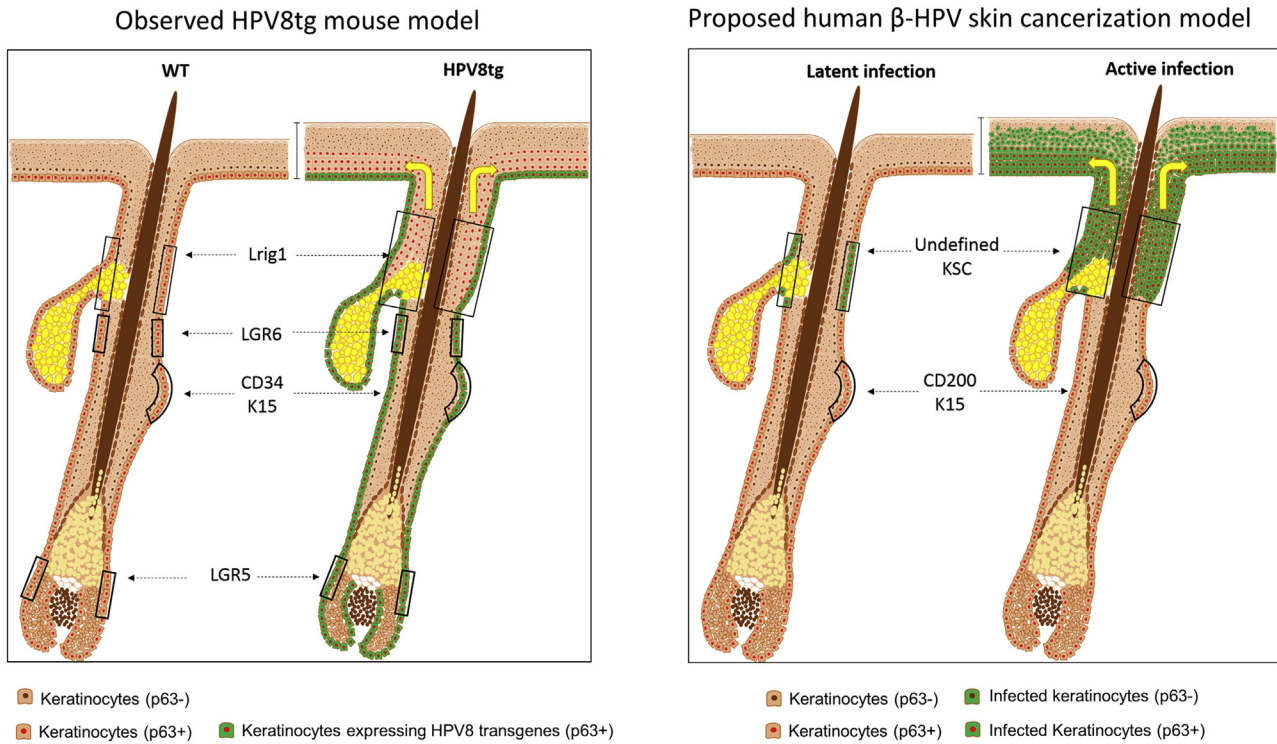 Observed HPV8tg mouse model
Proposed human β-HPV skin cancerization model
WT
HPV8tg
Lrig1
LGR6
CD34
K15
LGR5
Latent infection
Active infection
Undefined
KSC
CD200
K15
Keratinocytes (p63-)
Keratinocytes (p63+)
Keratinocytes expressing HPV8 transgenes (p63+)
Keratinocytes (p63-)
Infected keratinocytes (p63-)
Keratinocytes (p63+)
Infected Keratinocytes (p63+)